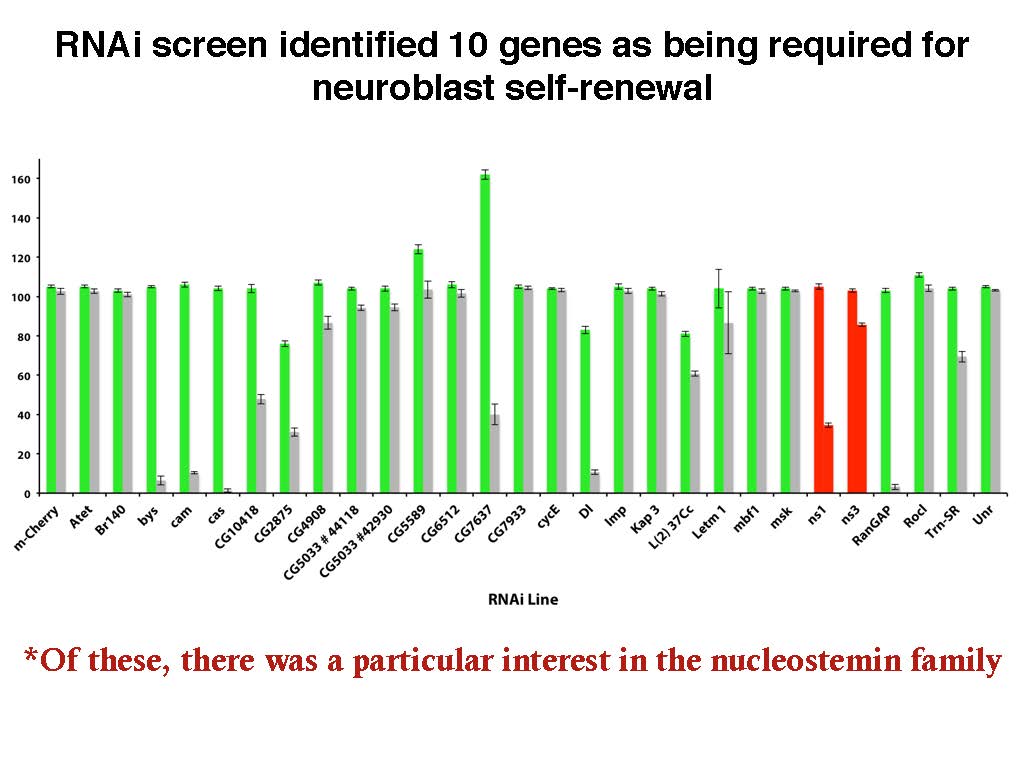 RNAi screen identified 10 genes as being required for
neuroblast self-renewal
160
140
120
100
80
60
40
20
0
m-Cherry
Atet
Br140
bys
cam
cas
CG10418
CG2875
CG4908
CG5033 # 44118
CG5033 #42930
CG5589
CG6512
CG7637
CG7933
cycE
Dl
Imp
Kap 3
L(2) 37Cc
Letm 1
mbf1
msk
ns1
ns3
RanGAP
Rocl
Trn-SR
Unr
RNAi Line
*Of these, there was a particular interest in the nucleostemin family